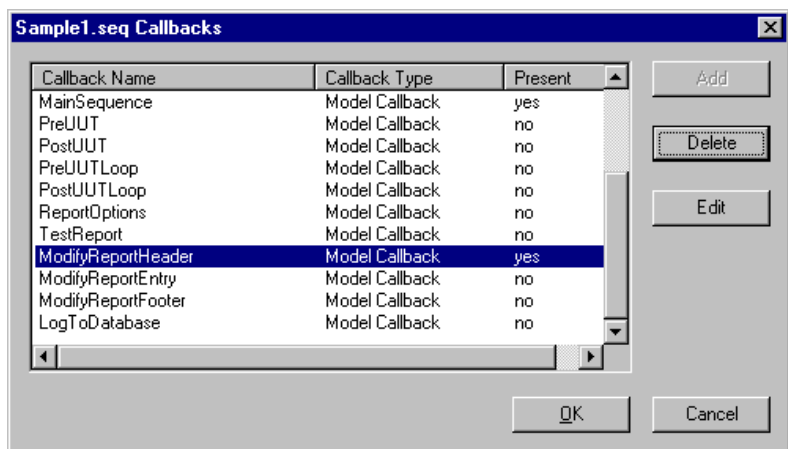 Sample1.seq Callbacks
Callback Name Callback Type Present Add
MainSequence Model Callback yes
PreUUT Model Callback no
PostUUT Model Callback no Delete
PreUUTLoop Model Callback no
PostUUTLoop Model Callback no
ReportOptions Model Callback no Edit
TestReport Model Callback no
ModifyReportHeader Model Callback yes
ModifyReportEntry Model Callback no
ModifyReportFooter Model Callback no
LogToDatabase Model Callback no
OK Cancel